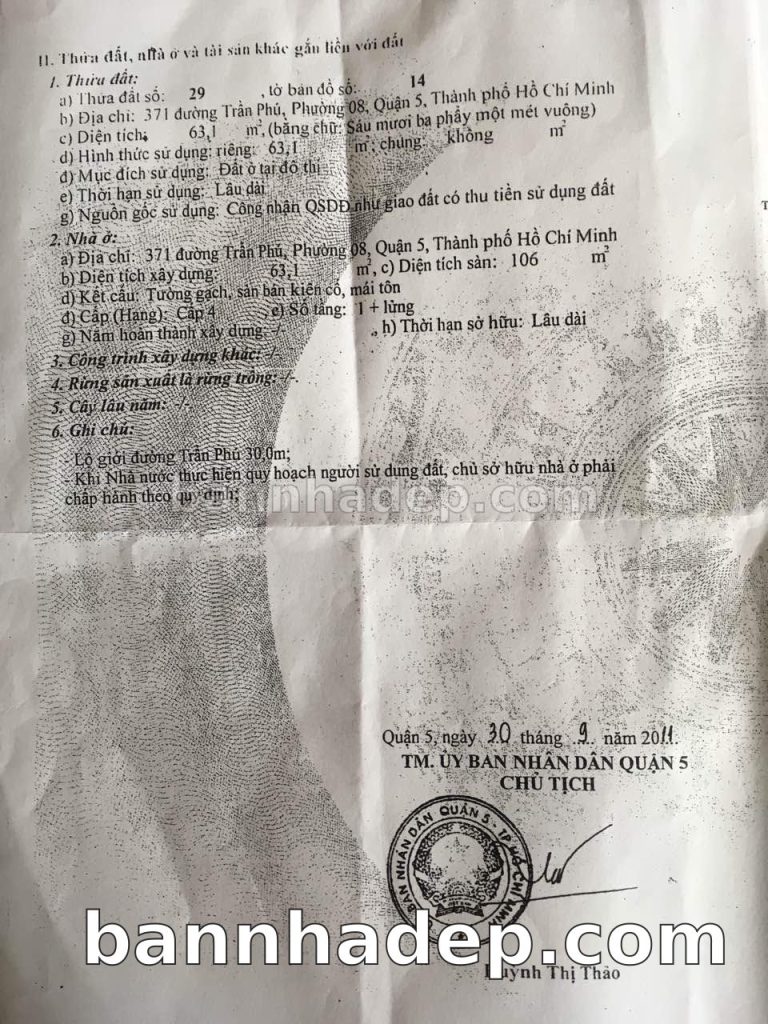 II. Thửa đất, nhà ở và tài sản khác gắn liền với đất
1. Thửa đất:
a) Thửa đất số: 29 , tờ bản đồ số: 14
b) Địa chỉ: 371 đường Trần Phú, Phường 08, Quận 5, Thành phố Hồ Chí Minh
c) Diện tích: 63,1 m², (bằng chữ: Sáu mươi ba phẩy một mét vuông)
d) Hình thức sử dụng: riêng: 63,1 m²; chung: không m²
đ) Mục đích sử dụng: Đất ở tại đô thị
e) Thời hạn sử dụng: Lâu dài
g) Nguồn gốc sử dụng: Công nhận QSDĐ như giao đất có thu tiền sử dụng đất
2. Nhà ở:
a) Địa chỉ: 371 đường Trần Phú, Phường 08, Quận 5, Thành phố Hồ Chí Minh
b) Diện tích xây dựng: 63,1 m², c) Diện tích sàn: 106 m²
d) Kết cấu: Tường gạch, sàn bán kiên cố, mái tôn
đ) Cấp (Hạng): Cấp 4 e) Số tầng: 1 + lửng
g) Năm hoàn thành xây dựng: -/- , h) Thời hạn sở hữu: Lâu dài
3. Công trình xây dựng khác: -/-
4. Rừng sản xuất là rừng trồng: -/-
5. Cây lâu năm: -/-
6. Ghi chú:
- Lộ giới đường Trần Phú 30,0m;
- Khi Nhà nước thực hiện quy hoạch người sử dụng đất, chủ sở hữu nhà ở phải
chấp hành theo quy định;
bannhadep.com
Quận 5, ngày 30 tháng 9 năm 2011.
TM. ỦY BAN NHÂN DÂN QUẬN 5
CHỦ TỊCH
BAN NHÂN DÂN QUẬN 5 - TP HỒ CHÍ MINH
bannhadep.com
Huỳnh Thị Thảo